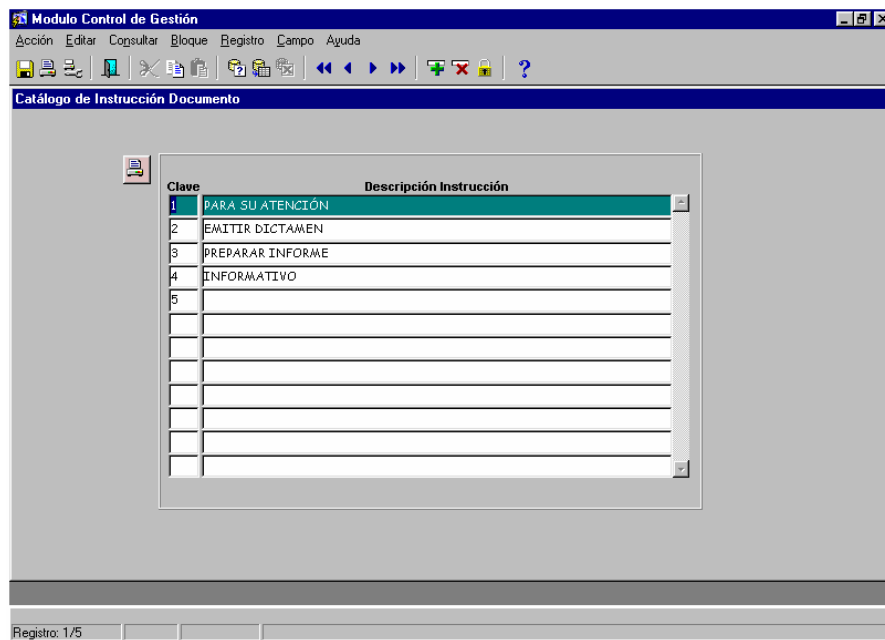 Modulo Control de Gestión
Acción Editar Consultar Bloque Registro Campo Ayuda
Catálogo de Instrucción Documento
Clave Descripción Instrucción
1 PARA SU ATENCIÓN
2 EMITIR DICTAMEN
3 PREPARAR INFORME
4 INFORMATIVO
5
Registro: 1/5